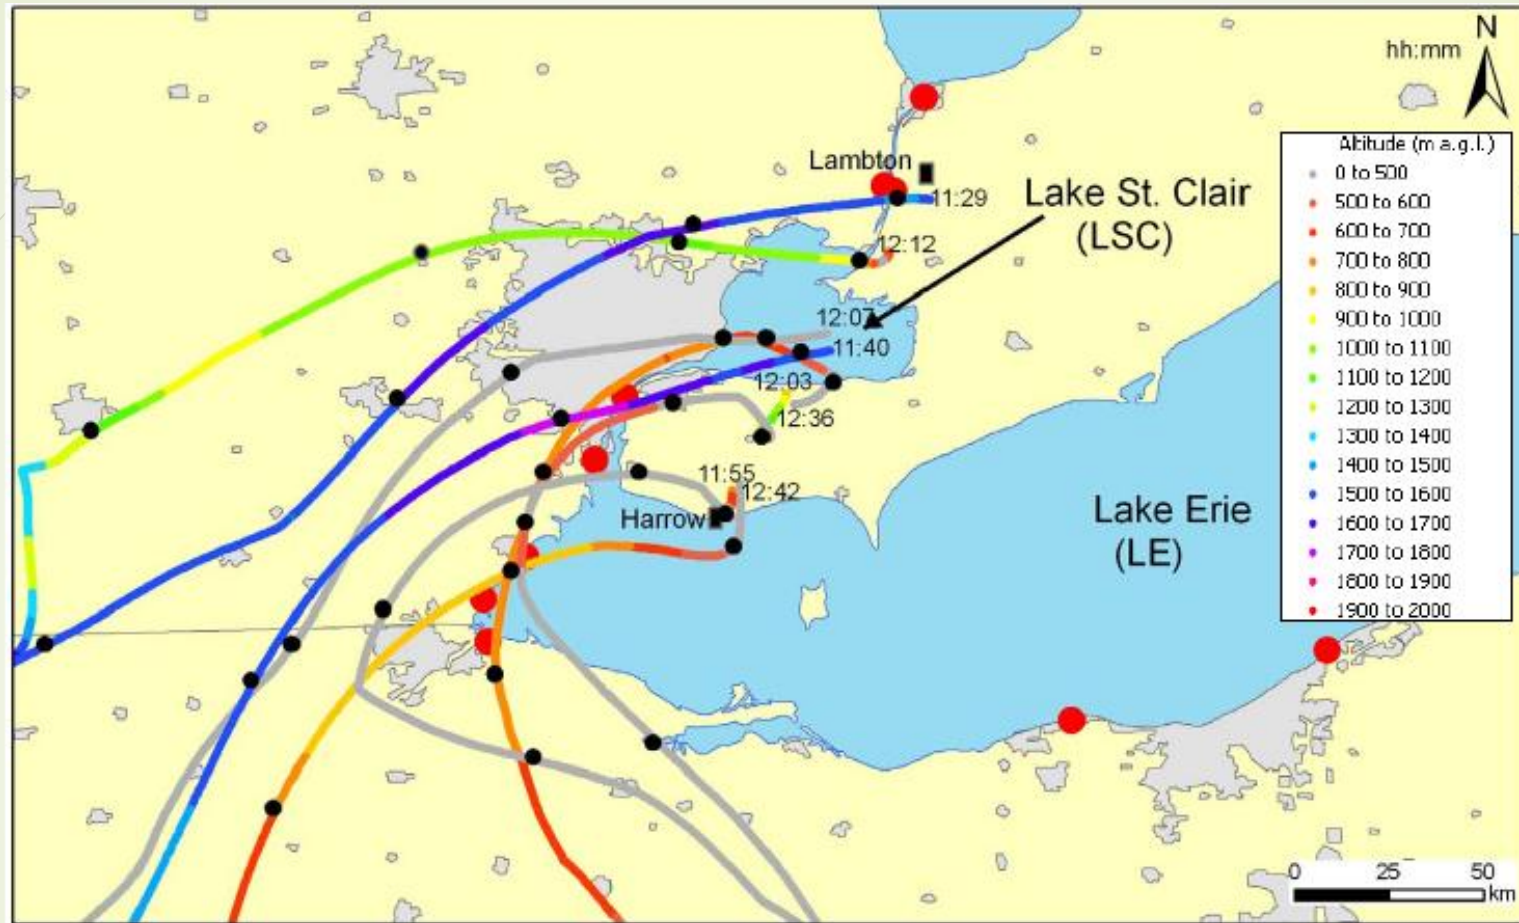 N
hh:mm
Altitude (m a.g.l.)
0 to 500
500 to 600
600 to 700
700 to 800
800 to 900
900 to 1000
1000 to 1100
1100 to 1200
1200 to 1300
1300 to 1400
1400 to 1500
1500 to 1600
1600 to 1700
1700 to 1800
1800 to 1900
1900 to 2000
Lambton
11:29
Lake St. Clair
(LSC)
12:12
12:07
11:40
12:03
12:36
11:55
12:42
Harrow
Lake Erie
(LE)
0 25 50
km